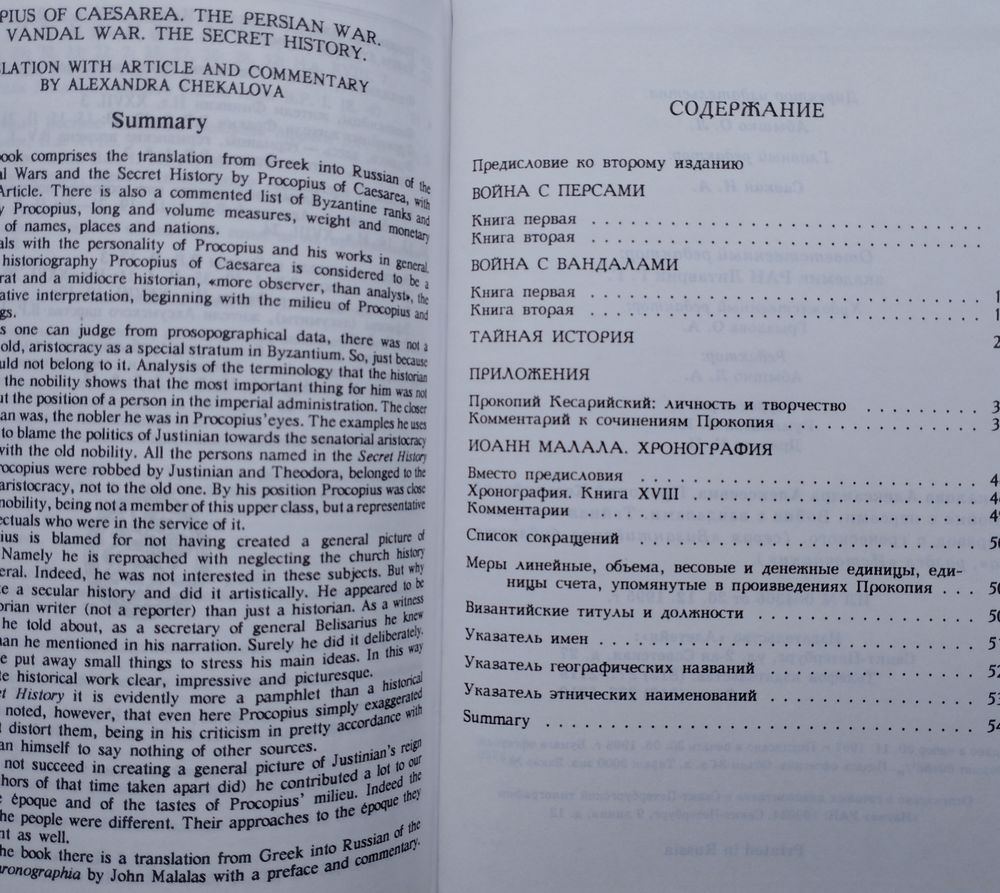 PIUS OF CAESAREA. THE PERSIAN WAR.
VANDAL WAR. THE SECRET HISTORY.
LATION WITH ARTICLE AND COMMENTARY
BY ALEXANDRA CHEKALOVA
Summary
ook comprises the translation from Greek into Russian of the
al Wars and the Secret History by Procopius of Caesarea, with
Article. There is also a commented list of Byzantine ranks and
y Procopius, long and volume measures, weight and monetary
of names, places and nations.
als with the personality of Procopius and his works in general.
historiography Procopius of Caesarea is considered to be a
rat and a midiocre historian, «more observer, than analyst», the
ative interpretation, beginning with the milieu of Procopius and
gs.
s one can judge from prosopographical data, there was not a
old, aristocracy as a special stratum in Byzantium. So, just because
uld not belong to it. Analysis of the terminology that the historian
the nobility shows that the most important thing for him was not
ut the position of a person in the imperial administration. The closer
an was, the nobler he was in Procopius'eyes. The examples he uses
to blame the politics of Justinian towards the senatorial aristocracy
with the old nobility. All the persons named in the Secret History
rocopius were robbed by Justinian and Theodora, belonged to the
aristocracy, not to the old one. By his position Procopius was close
nobility, being not a member of this upper class, but a representative
ectuals who were in the service of it.
ius is blamed for not having created a general picture of
Namely he is reproached with neglecting the church history
eral. Indeed, he was not interested in these subjects. But why
e a secular history and did it artistically. He appeared to be
orian writer (not a reporter) than just a historian. As a witness
he told about, as a secretary of general Belisarius he knew
han he mentioned in his narration. Surely he did it deliberately.
e put away small things to stress his main ideas. In this way
te historical work clear, impressive and picturesque.
et History it is evidently more a pamphlet than a historical
noted, however, that even here Procopius simply exaggerated
t distort them, being in his criticism in pretty accordance with
an himself to say nothing of other sources.
not succeed in creating a general picture of Justinian's reign
hors of that time taken apart did) he contributed a lot to our
e époque and of the tastes of Procopius' milieu. Indeed the
he people were different. Their approaches to the époque they
nt as well.
he book there is a translation from Greek into Russian of the
ronographia by John Malalas with a preface and commentary.
СОДЕРЖАНИЕ
Предисловие ко второму изданию
ВОЙНА С ПЕРСАМИ
Книга первая . . . . . . . . . . . . . . . . . . . . . . . .
Книга вторая . . . . . . . . . . . . . . . . . . . . . . . .
ВОЙНА С ВАНДАЛАМИ
Книга первая . . . . . . . . . . . . . . . . . . . . . . . . 1
Книга вторая . . . . . . . . . . . . . . . . . . . . . . . . 1
ТАЙНАЯ ИСТОРИЯ 2
ПРИЛОЖЕНИЯ
Прокопий Кесарийский: личность и творчество . . . . . . . . 3
Комментарий к сочинениям Прокопия . . . . . . . . . . . . 3
ИОАНН МАЛАЛА. ХРОНОГРАФИЯ
Вместо предисловия . . . . . . . . . . . . . . . . . . . . . 4
Хронография. Книга XVIII . . . . . . . . . . . . . . . . . . 4
Комментарии . . . . . . . . . . . . . . . . . . . . . . . . 4
Список сокращений . . . . . . . . . . . . . . . . . . . . . 50
Меры линейные, объема, весовые и денежные единицы, еди-
ницы счета, упомянутые в произведениях Прокопия . . . 50
Византийские титулы и должности . . . . . . . . . . . . . . 50
Указатель имен . . . . . . . . . . . . . . . . . . . . . . . 51
Указатель географических названий . . . . . . . . . . . . . 52
Указатель этнических наименований . . . . . . . . . . . . . 53
Summary . . . . . . . . . . . . . . . . . . . . . . . . . . 54